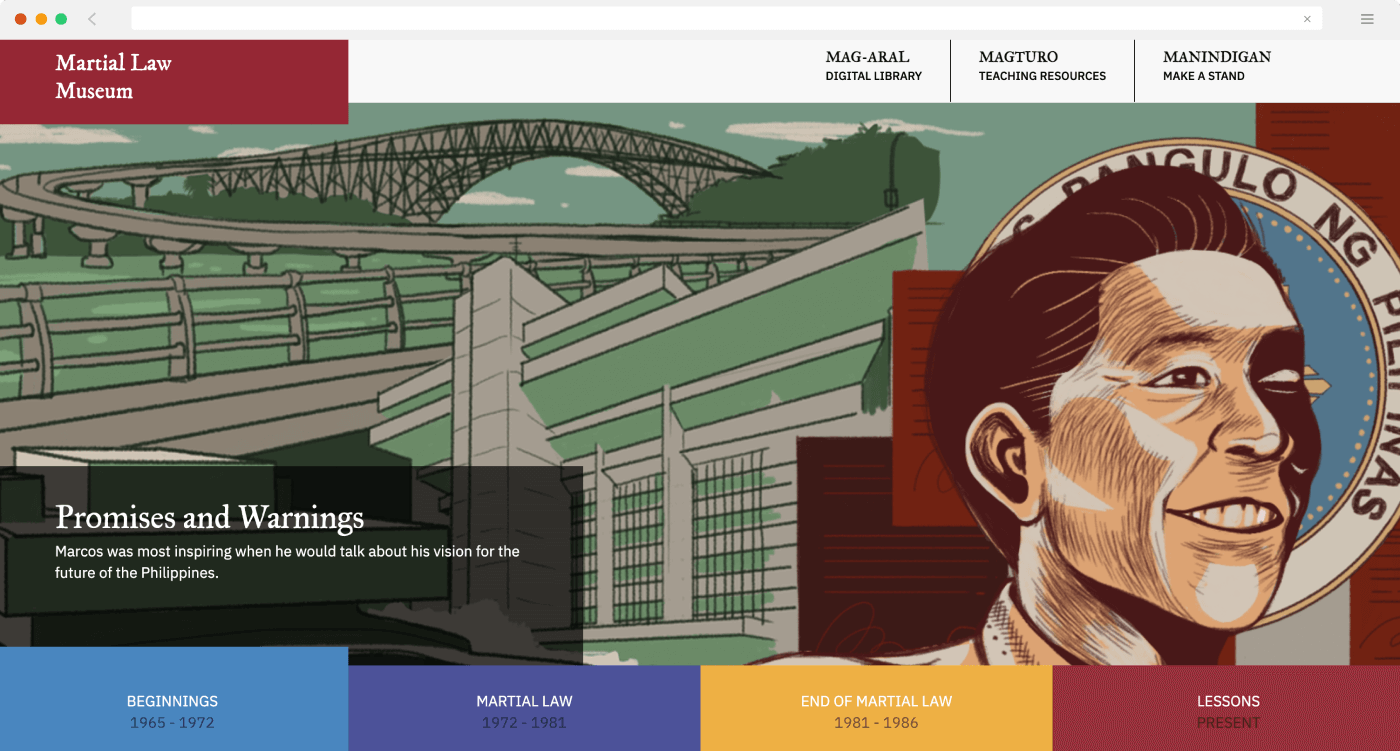 Martial Law
Museum
MAG-ARAL
DIGITAL LIBRARY
MAGTURO
TEACHING RESOURCES
MANINDIGAN
MAKE A STAND
PANGULO NG PILIPINAS
Promises and Warnings
Marcos was most inspiring when he would talk about his vision for the
future of the Philippines.
BEGINNINGS
1965 - 1972
MARTIAL LAW
1972 - 1981
END OF MARTIAL LAW
1981 - 1986
LESSONS
PRESENT